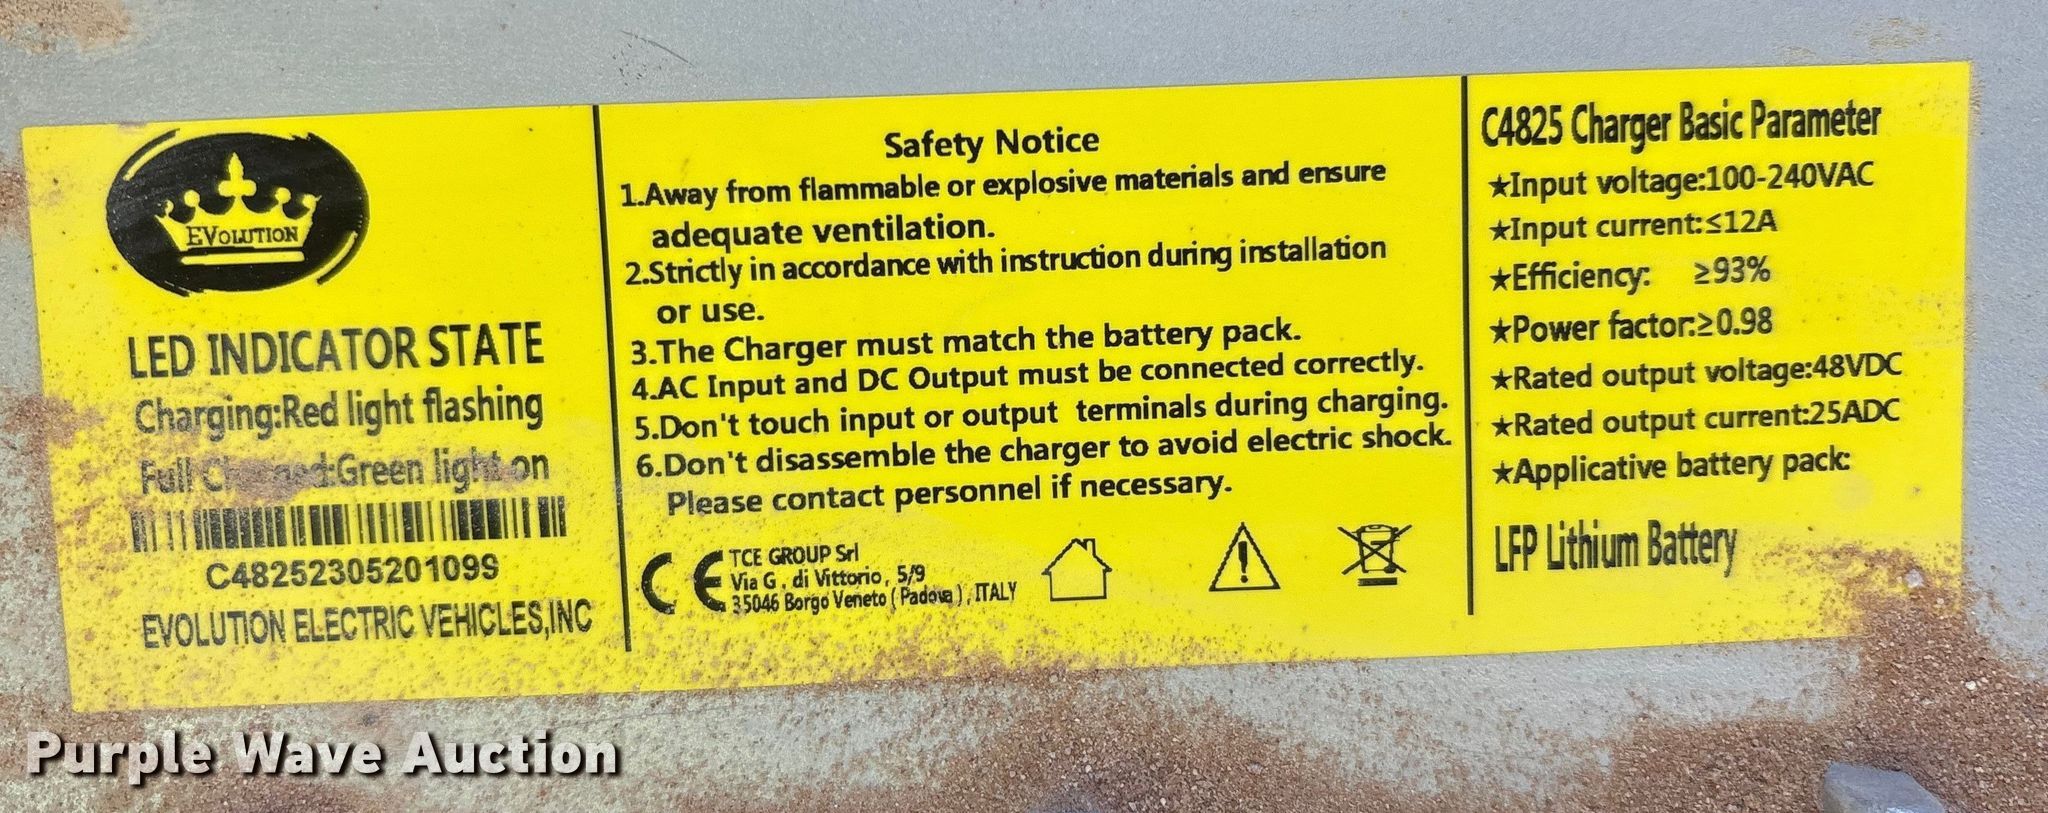 EVOLUTION
LED INDICATOR STATE
Charging:Red light flashing
Full Charged:Green light on
C4825230520109S
EVOLUTION ELECTRIC VEHICLES,INC
Safety Notice
1.Away from flammable or explosive materials and ensure
adequate ventilation.
2.Strictly in accordance with instruction during installation
or use.
3.The Charger must match the battery pack.
4.AC Input and DC Output must be connected correctly.
5.Don't touch input or output terminals during charging.
6.Don't disassemble the charger to avoid electric shock.
Please contact personnel if necessary.
CE
TCE GROUP Srl
Via G . di Vittorio, 5/9
35046 Borgo Veneto ( Padova ) , ITALY
C4825 Charger Basic Parameter
★Input voltage:100-240VAC
★Input current:≤12A
★Efficiency: ≥93%
★Power factor:≥0.98
★Rated output voltage:48VDC
★Rated output current:25ADC
★Applicative battery pack:
LFP Lithium Battery
Purple Wave Auction